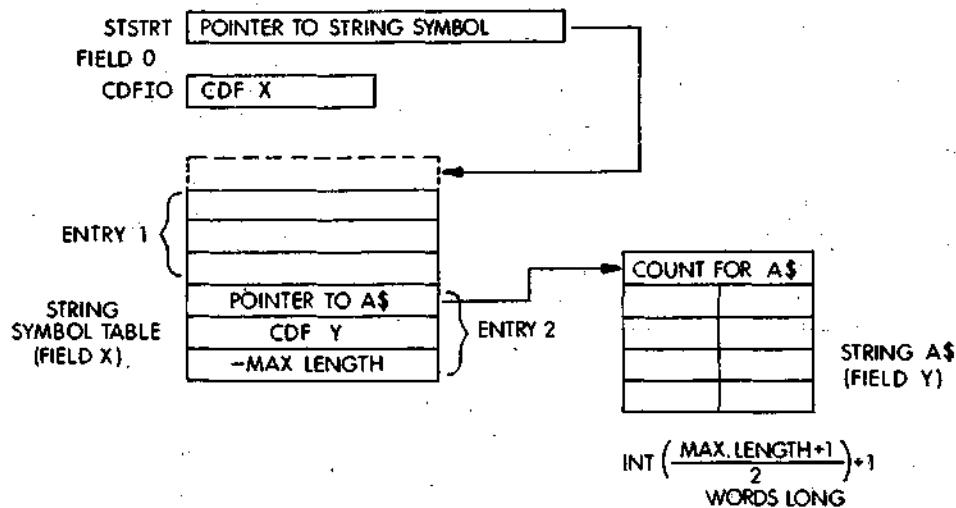 STSTRT POINTER TO STRING SYMBOL
FIELD 0
CDFIO CDF X
ENTRY 1
POINTER TO A$
CDF Y
-MAX LENGTH
ENTRY 2
STRING
SYMBOL TABLE
(FIELD X)
COUNT FOR A$
STRING A$
(FIELD Y)
INT (MAX. LENGTH+1
2
)+1
WORDS LONG